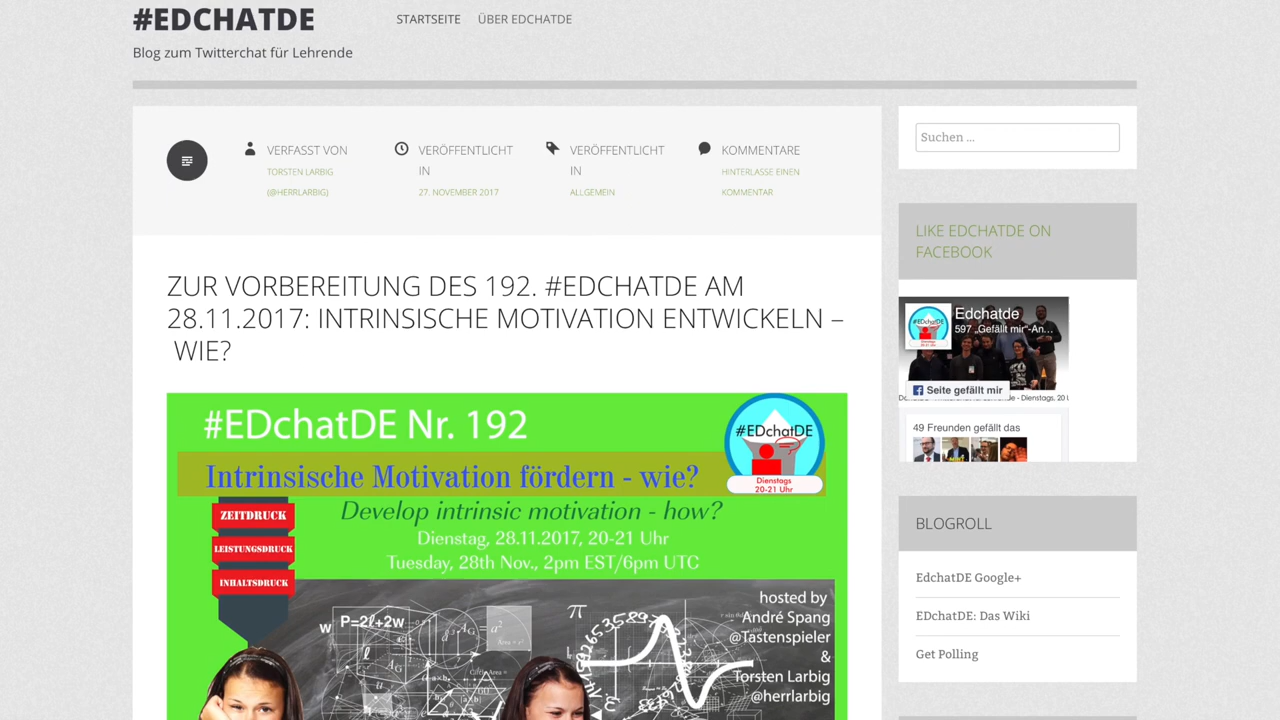 #EDCHATDE
STARTSEITE ÜBER EDCHATDE
Blog zum Twitterchat für Lehrende
VERFASST VON
TORSTEN LARBIG
(@HERRLARBIG)
VERÖFFENTLICHT
IN
27. NOVEMBER 2017
VERÖFFENTLICHT
IN
ALLGEMEIN
KOMMENTARE
HINTERLASSE EINEN
KOMMENTAR
ZUR VORBEREITUNG DES 192. #EDCHATDE AM
28.11.2017: INTRINSISCHE MOTIVATION ENTWICKELN –
WIE?
#EDchatDE Nr. 192
#EDchatDE
Dienstags
20-21 Uhr
Intrinsische Motivation fördern - wie?
Develop intrinsic motivation - how?
Dienstag, 28.11.2017, 20-21 Uhr
Tuesday, 28th Nov., 2pm EST/6pm UTC
ZEITDRUCK
LEISTUNGSDRUCK
INHALTSDRUCK
hosted by
André Spang
@Tastenspieler
&
Torsten Larbig
@herrlarbig
w P=2ℓ+2w
ℓ
π
Suchen ...
LIKE EDCHATDE ON
FACEBOOK
#EDchatDE
Edchatde
597 „Gefällt mir“-An...
Seite gefällt mir
49 Freunden gefällt das
BLOGROLL
EdchatDE Google+
EDchatDE: Das Wiki
Get Polling